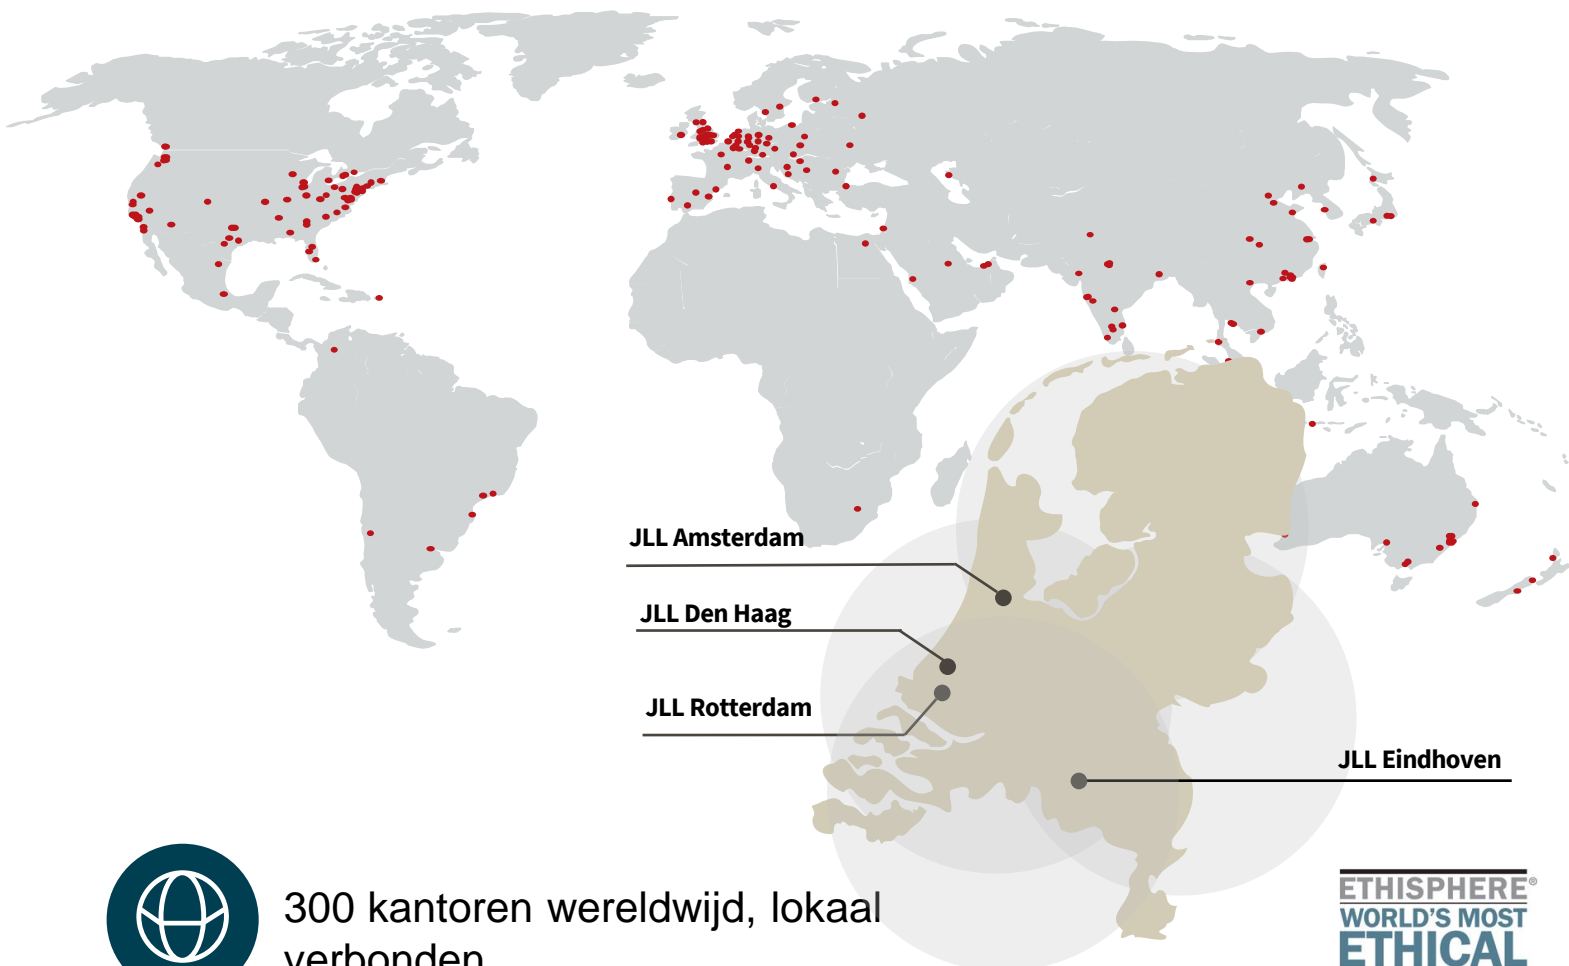 JLL Amsterdam
JLL Den Haag
JLL Rotterdam
JLL Eindhoven
300 kantoren wereldwijd, lokaal
verbonden
ETHISPHERE®
WORLD'S MOST
ETHICAL